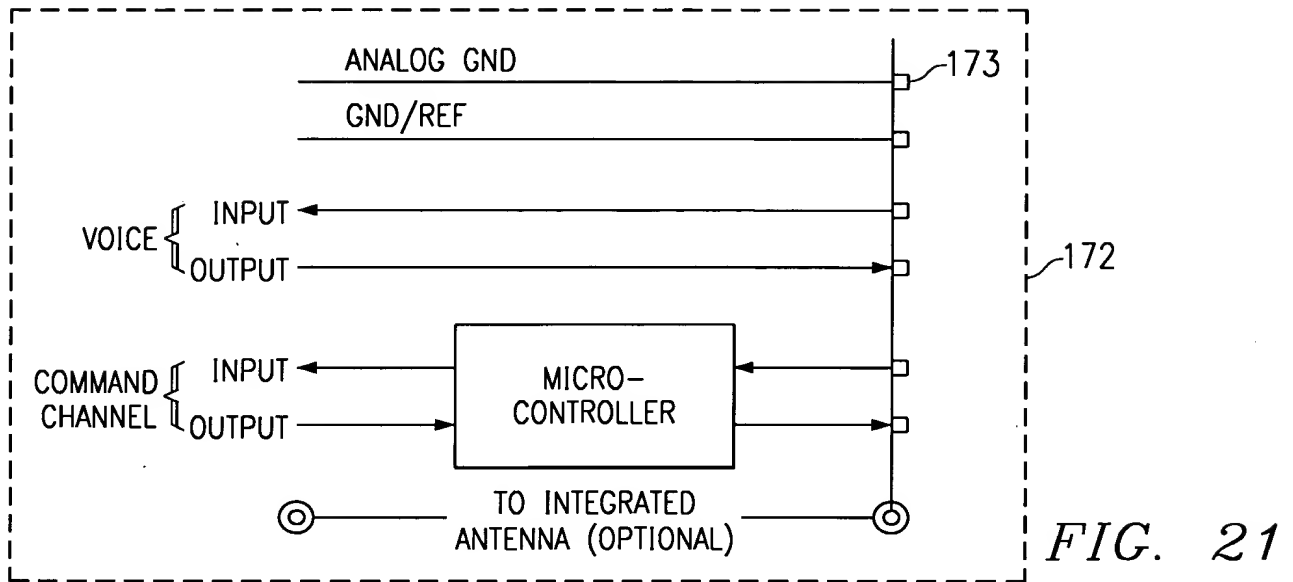 ANALOG GND
173
GND/REF
VOICE
INPUT
OUTPUT
172
COMMAND
CHANNEL
INPUT
OUTPUT
MICRO-
CONTROLLER
TO INTEGRATED
ANTENNA (OPTIONAL)
FIG. 21